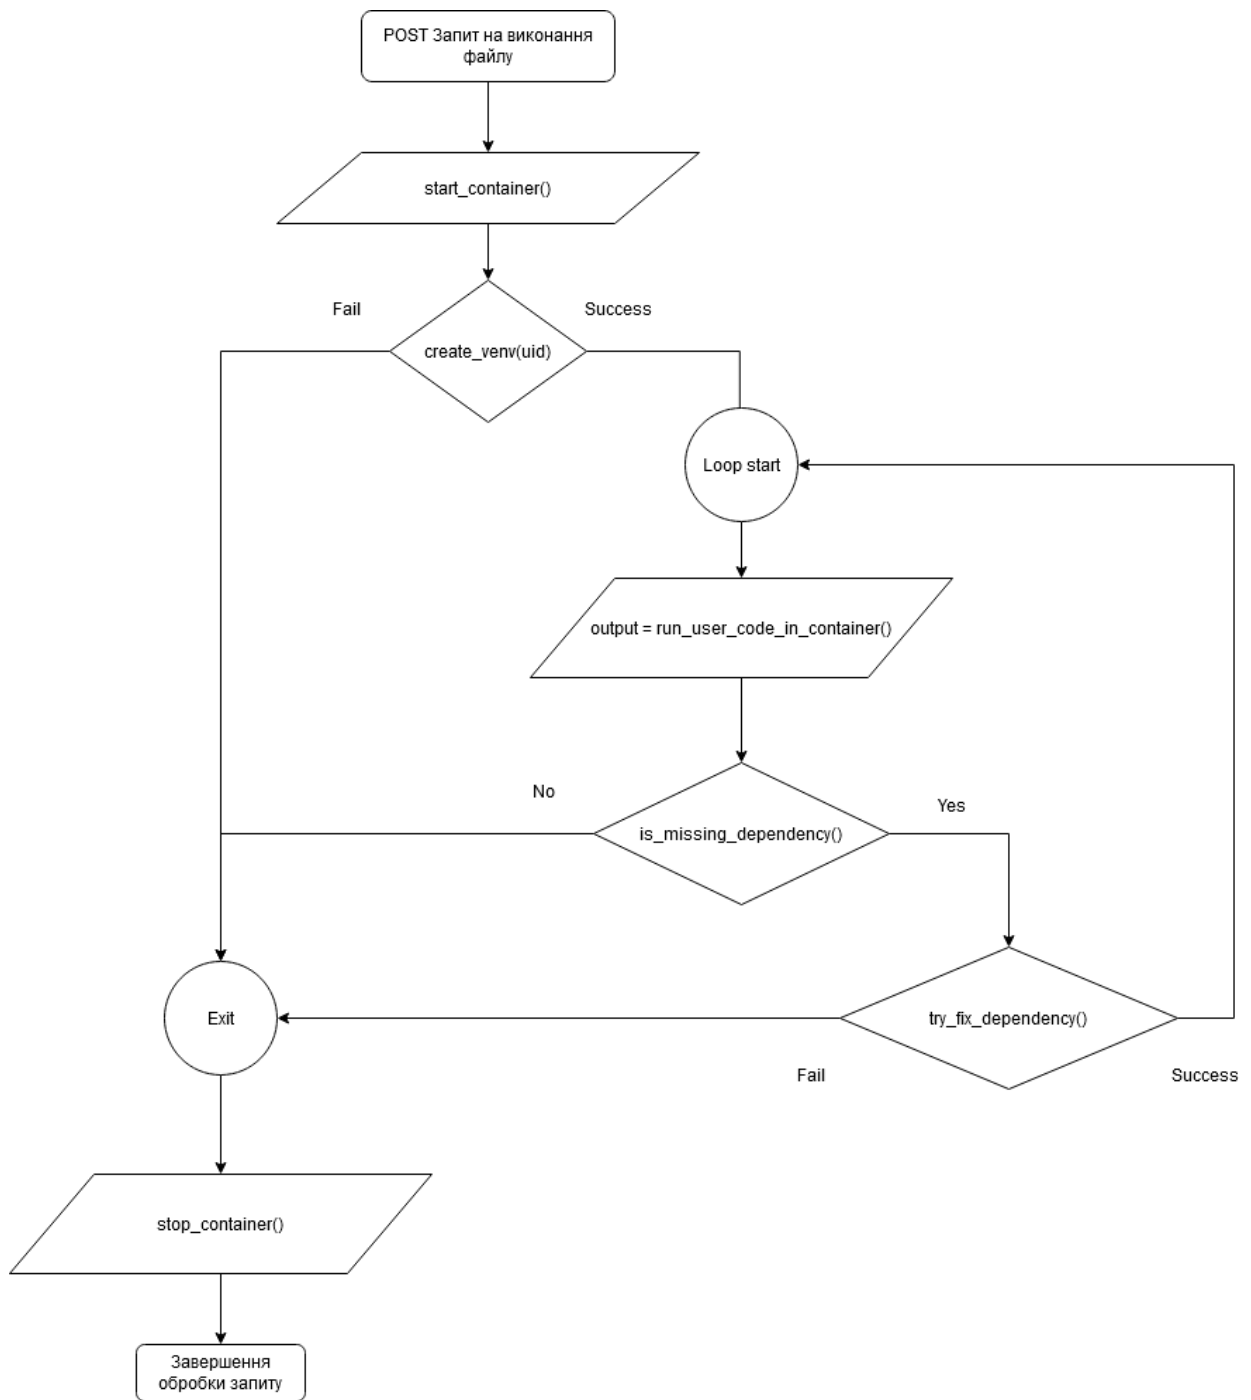 POST Запит на виконання
файлу
start_container()
Fail
Success
create_venv(uid)
Loop start
output = run_user_code_in_container()
No
Yes
is_missing_dependency()
Exit
try_fix_dependency()
Fail
Success
stop_container()
Завершення
обробки запиту